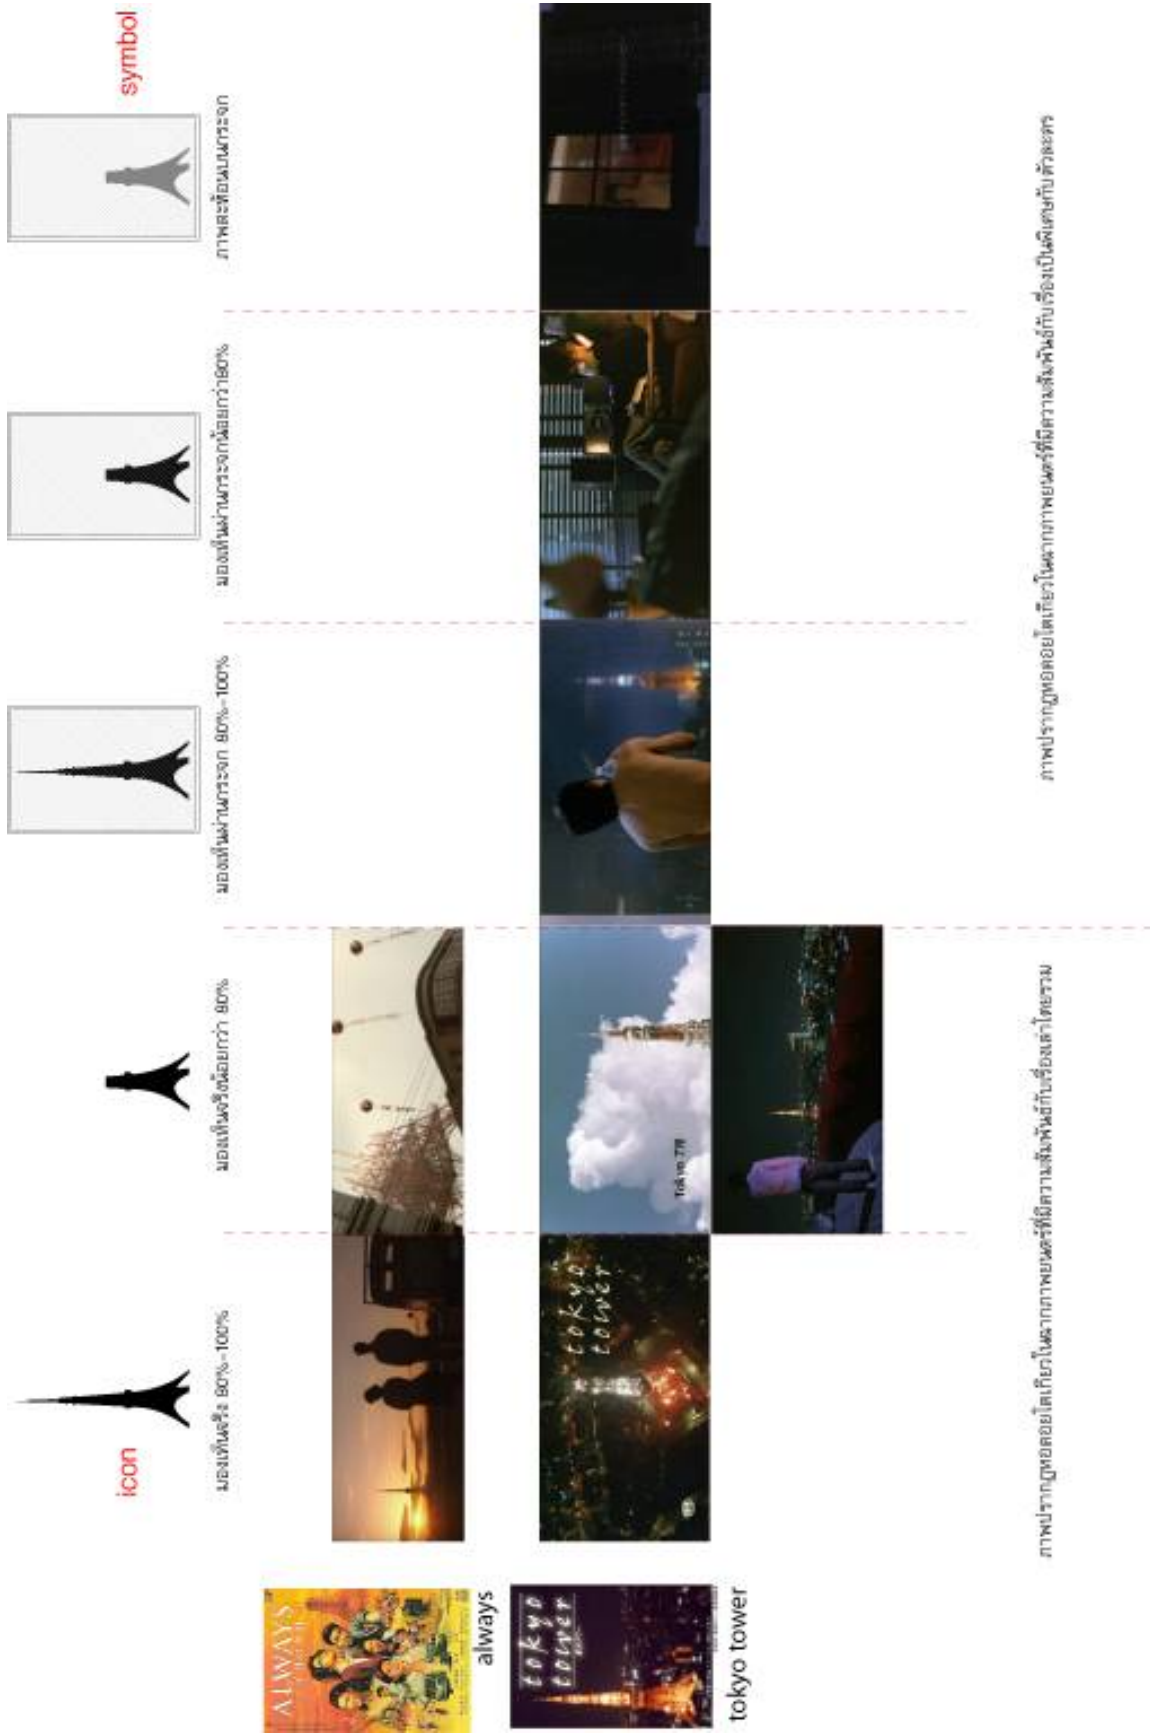 icon
symbol
มองเห็นจริง 80%-100%
มองเห็นจริงน้อยกว่า 80%
มองเห็นผ่านกระจก 80%-100%
มองเห็นผ่านกระจกน้อยกว่า80%
ภาพสะท้อนบนกระจก
ALWAYS
always
tokyo
tower
tokyo tower
tokyo
tower
Tokyo
ภาพปรากฏหอคอยโตเกียวในฉากภาพยนตร์ที่มีความสัมพันธ์กับเรื่องเล่าโดยรวม
ภาพปรากฏหอคอยโตเกียวในฉากภาพยนตร์ที่มีความสัมพันธ์กับเรื่องเป็นพิเศษกับตัวละคร